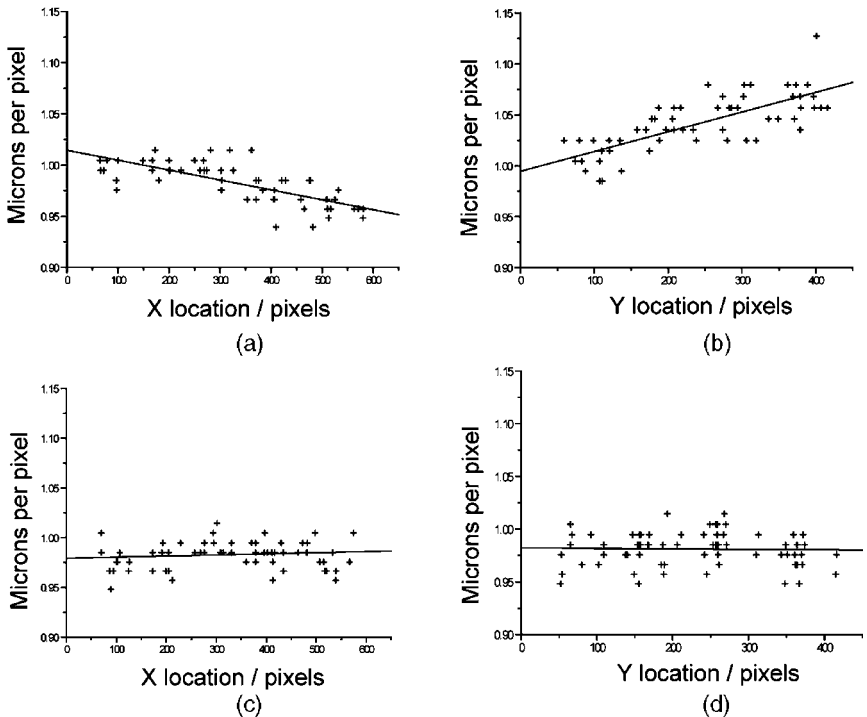 1.15
1.10
1.05
1.00
0.95
0.90
Microns per pixel
0 100 200 300 400 500 600
X location / pixels
(a)
1.15
1.10
1.05
1.00
0.95
0.90
Microns per pixel
0 100 200 300 400
Y location / pixels
(b)
1.15
1.10
1.05
1.00
0.95
0.90
Microns per pixel
0 100 200 300 400 500 600
X location / pixels
(c)
1.15
1.10
1.05
1.00
0.95
0.90
Microns per pixel
0 100 200 300 400
Y location / pixels
(d)